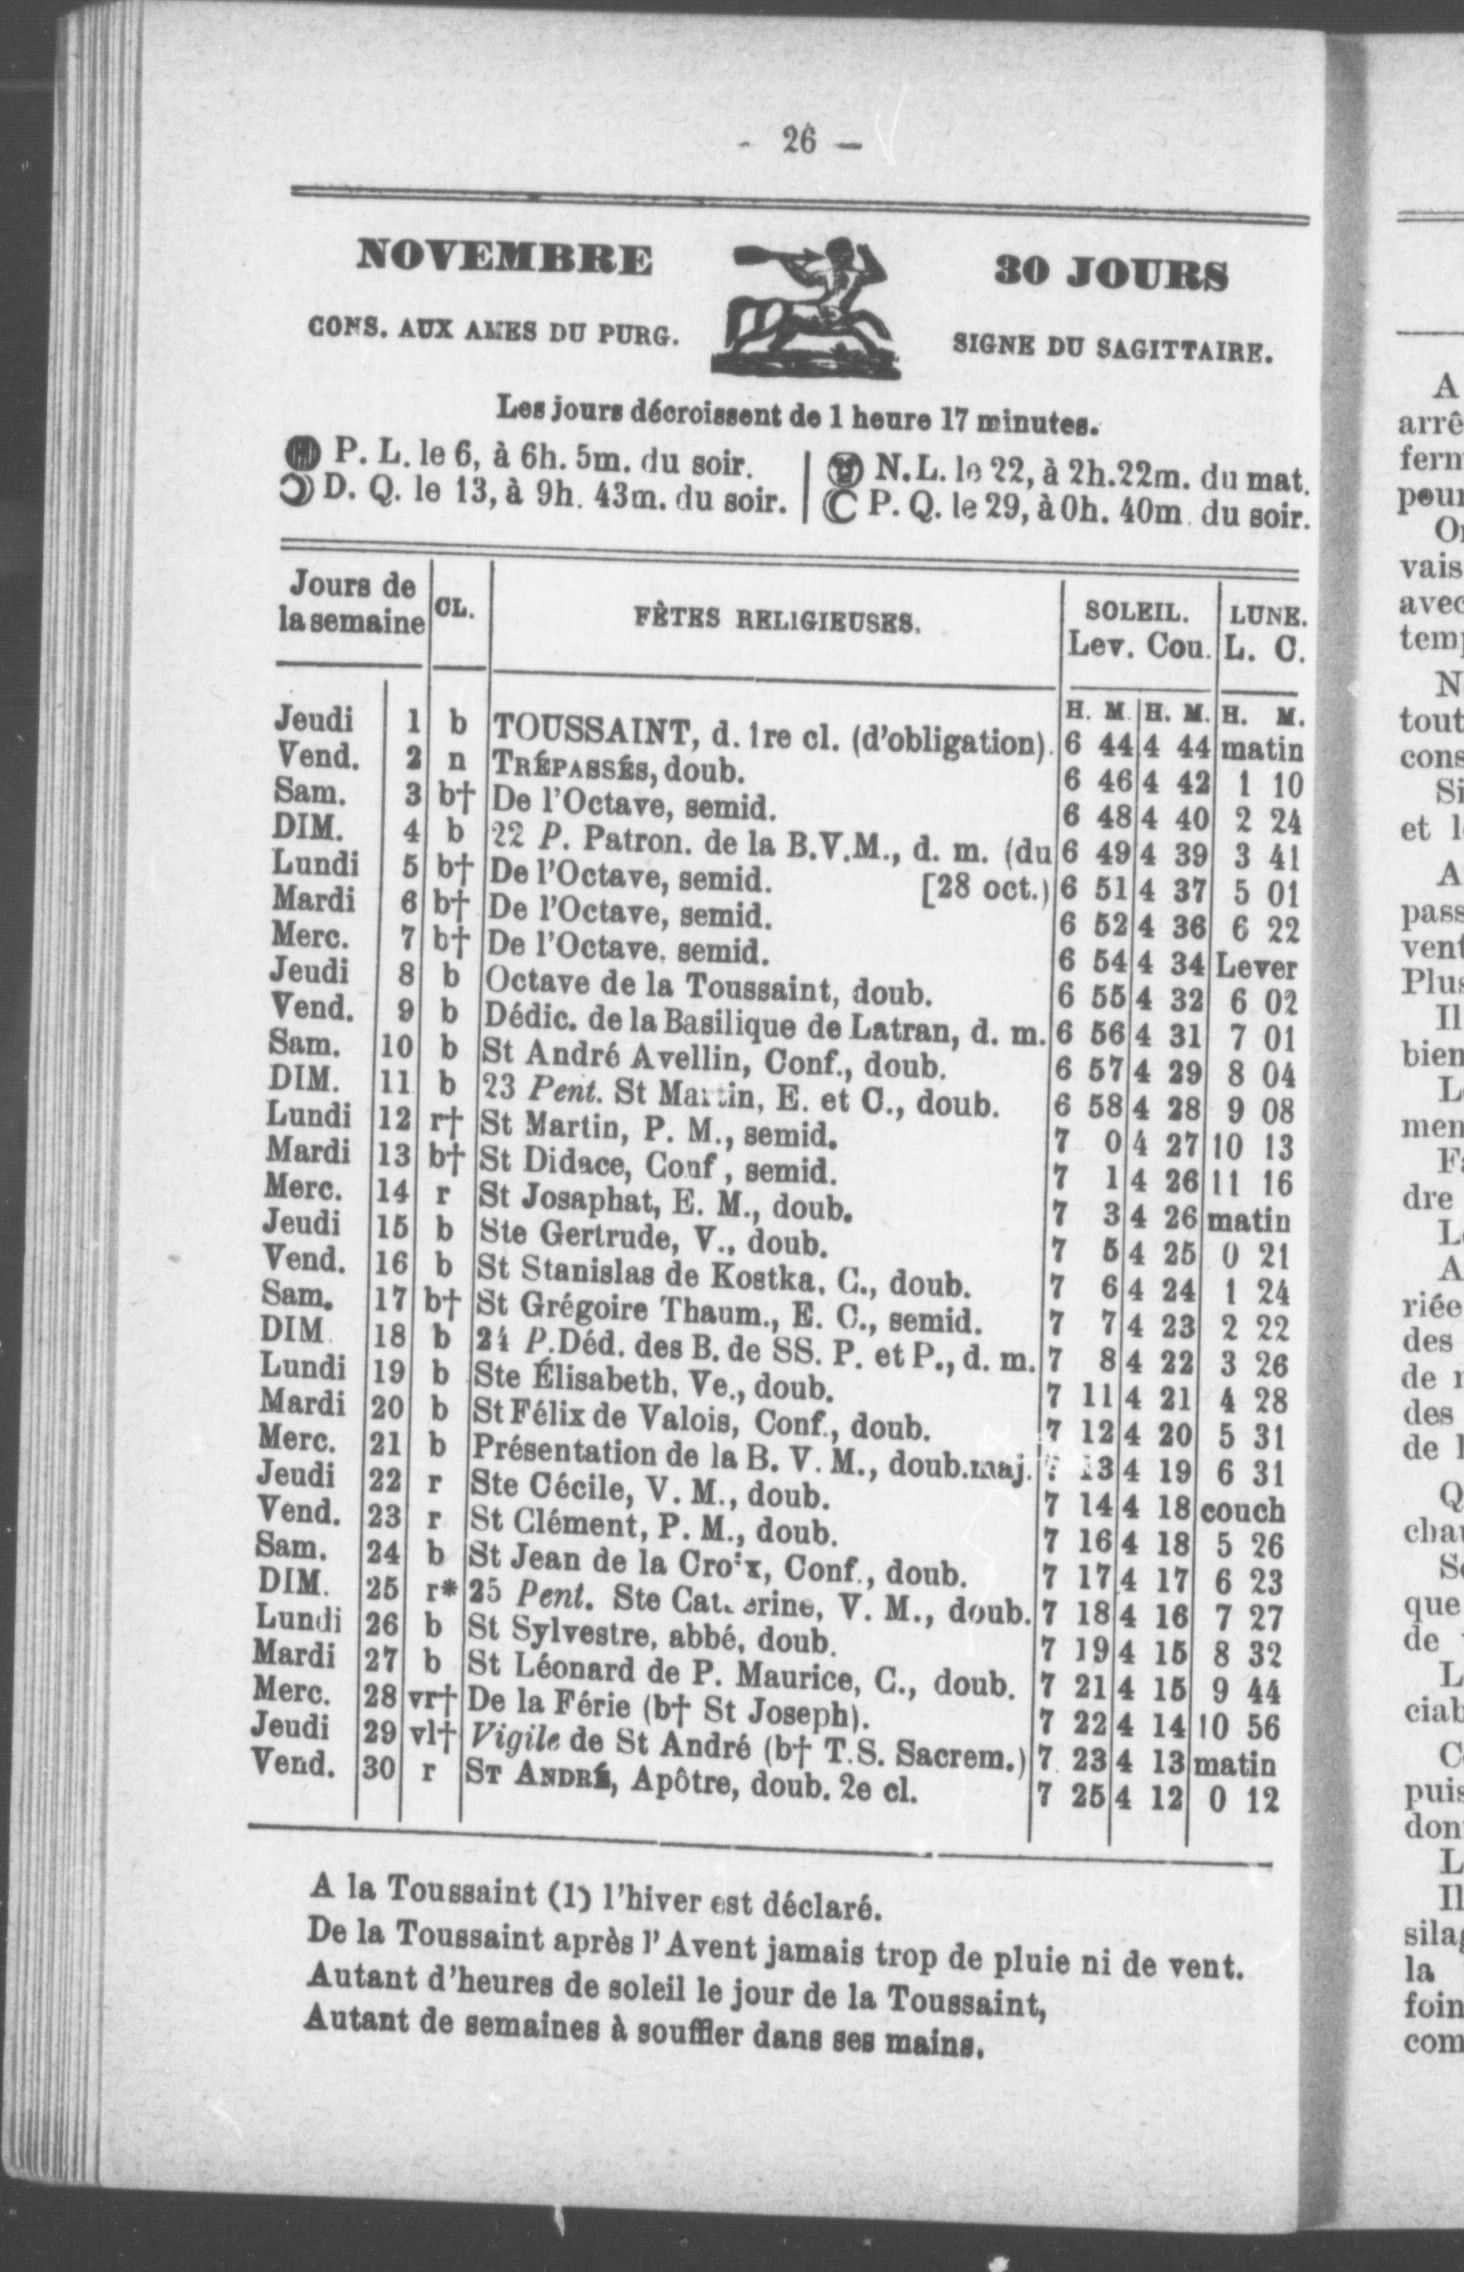 - 26 —
NOVEMBRE 30 JOURS
CONS. AUX AMES DU PURG. SIGNE DU SAGITTAIRE.
Les jours décroissent de 1 heure 17 minutes.
P. L. le 6, à 6h. 5m. du soir. N. L. le 22, à 2h. 22m. du mat.
D. Q. le 13, à 9h. 43m. du soir. P. Q. le 29, à 0h. 40m. du soir.
Jours de la semaine CL. FÊTES RELIGIEUSES. SOLEIL. LUNE.
Lev. Cou. L. C.
H. M. H. M. H. M.
Jeudi 1 b TOUSSAINT, d. 1re cl. (d'obligation). 6 44 4 44 matin
Vend. 2 n TRÉPASSÉS, doub. 6 46 4 42 1 10
Sam. 3 b† De l'Octave, semid. 6 48 4 40 2 24
DIM. 4 b 22 P. Patron. de la B.V.M., d. m. (du 6 49 4 39 3 41
Lundi 5 b† De l'Octave, semid. [28 oct.) 6 51 4 37 5 01
Mardi 6 b† De l'Octave, semid. 6 52 4 36 6 22
Merc. 7 b† De l'Octave, semid. 6 54 4 34 Lever
Jeudi 8 b Octave de la Toussaint, doub. 6 55 4 32 6 02
Vend. 9 b Dédic. de la Basilique de Latran, d. m. 6 56 4 31 7 01
Sam. 10 b St André Avellin, Conf., doub. 6 57 4 29 8 04
DIM. 11 b 23 Pent. St Martin, E. et C., doub. 6 58 4 28 9 08
Lundi 12 r† St Martin, P. M., semid. 7 0 4 27 10 13
Mardi 13 b† St Didace, Conf, semid. 7 1 4 26 11 16
Merc. 14 r St Josaphat, E. M., doub. 7 3 4 26 matin
Jeudi 15 b Ste Gertrude, V., doub. 7 5 4 25 0 21
Vend. 16 b St Stanislas de Kostka, C., doub. 7 6 4 24 1 24
Sam. 17 b† St Grégoire Thaum., E. C., semid. 7 7 4 23 2 22
DIM. 18 b 24 P. Déd. des B. de SS. P. et P., d. m. 7 8 4 22 3 26
Lundi 19 b Ste Élisabeth, Ve., doub. 7 11 4 21 4 28
Mardi 20 b St Félix de Valois, Conf., doub. 7 12 4 20 5 31
Merc. 21 b Présentation de la B. V. M., doub.maj. 7 13 4 19 6 31
Jeudi 22 r Ste Cécile, V. M., doub. 7 14 4 18 couch
Vend. 23 r St Clément, P. M., doub. 7 16 4 18 5 26
Sam. 24 b St Jean de la Croix, Conf., doub. 7 17 4 17 6 23
DIM. 25 r* 25 Pent. Ste Catherine, V. M., doub. 7 18 4 16 7 27
Lundi 26 b St Sylvestre, abbé, doub. 7 19 4 15 8 32
Mardi 27 b St Léonard de P. Maurice, C., doub. 7 21 4 15 9 44
Merc. 28 vr† De la Férie (b† St Joseph). 7 22 4 14 10 56
Jeudi 29 vl† Vigile de St André (b† T.S. Sacrem.) 7 23 4 13 matin
Vend. 30 r ST ANDRÉ, Apôtre, doub. 2e cl. 7 25 4 12 0 12
A la Toussaint (1) l'hiver est déclaré.
De la Toussaint après l'Avent jamais trop de pluie ni de vent.
Autant d'heures de soleil le jour de la Toussaint,
Autant de semaines à souffler dans ses mains.